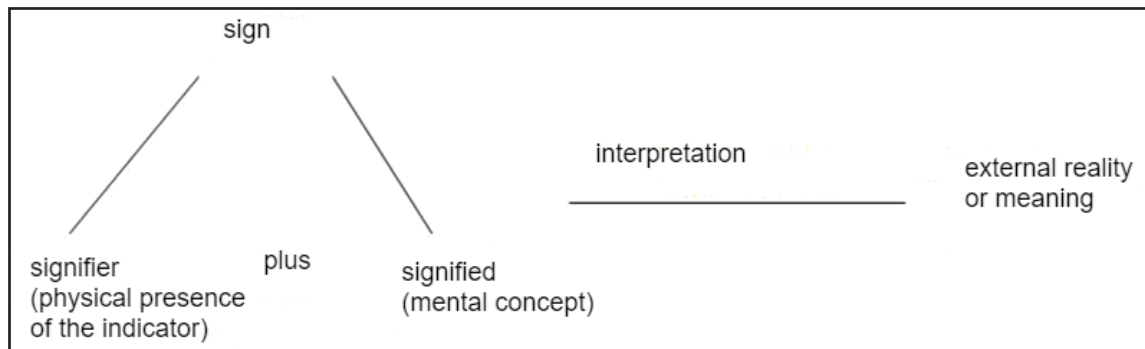 sign
interpretation
external reality
or meaning
signifier
(physical presence
of the indicator)
plus
signified
(mental concept)